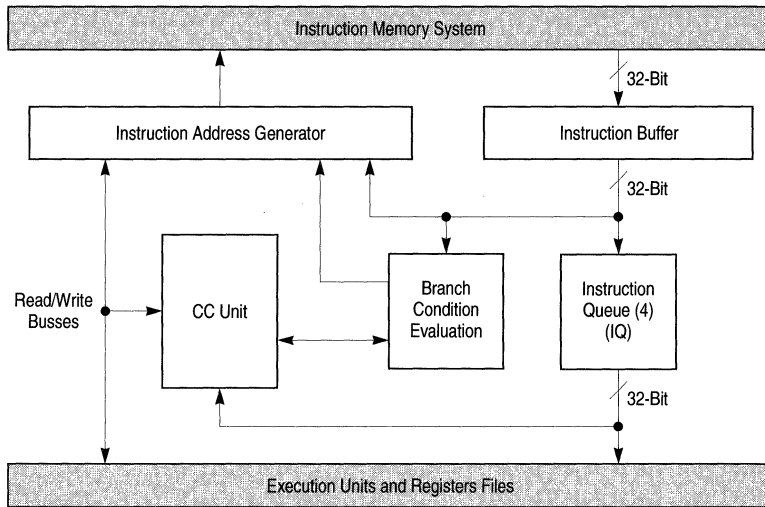 Instruction Memory System
32-Bit
Instruction Address Generator
Instruction Buffer
32-Bit
Read/Write
Busses
CC Unit
Branch
Condition
Evaluation
Instruction
Queue (4)
(IQ)
32-Bit
Execution Units and Registers Files